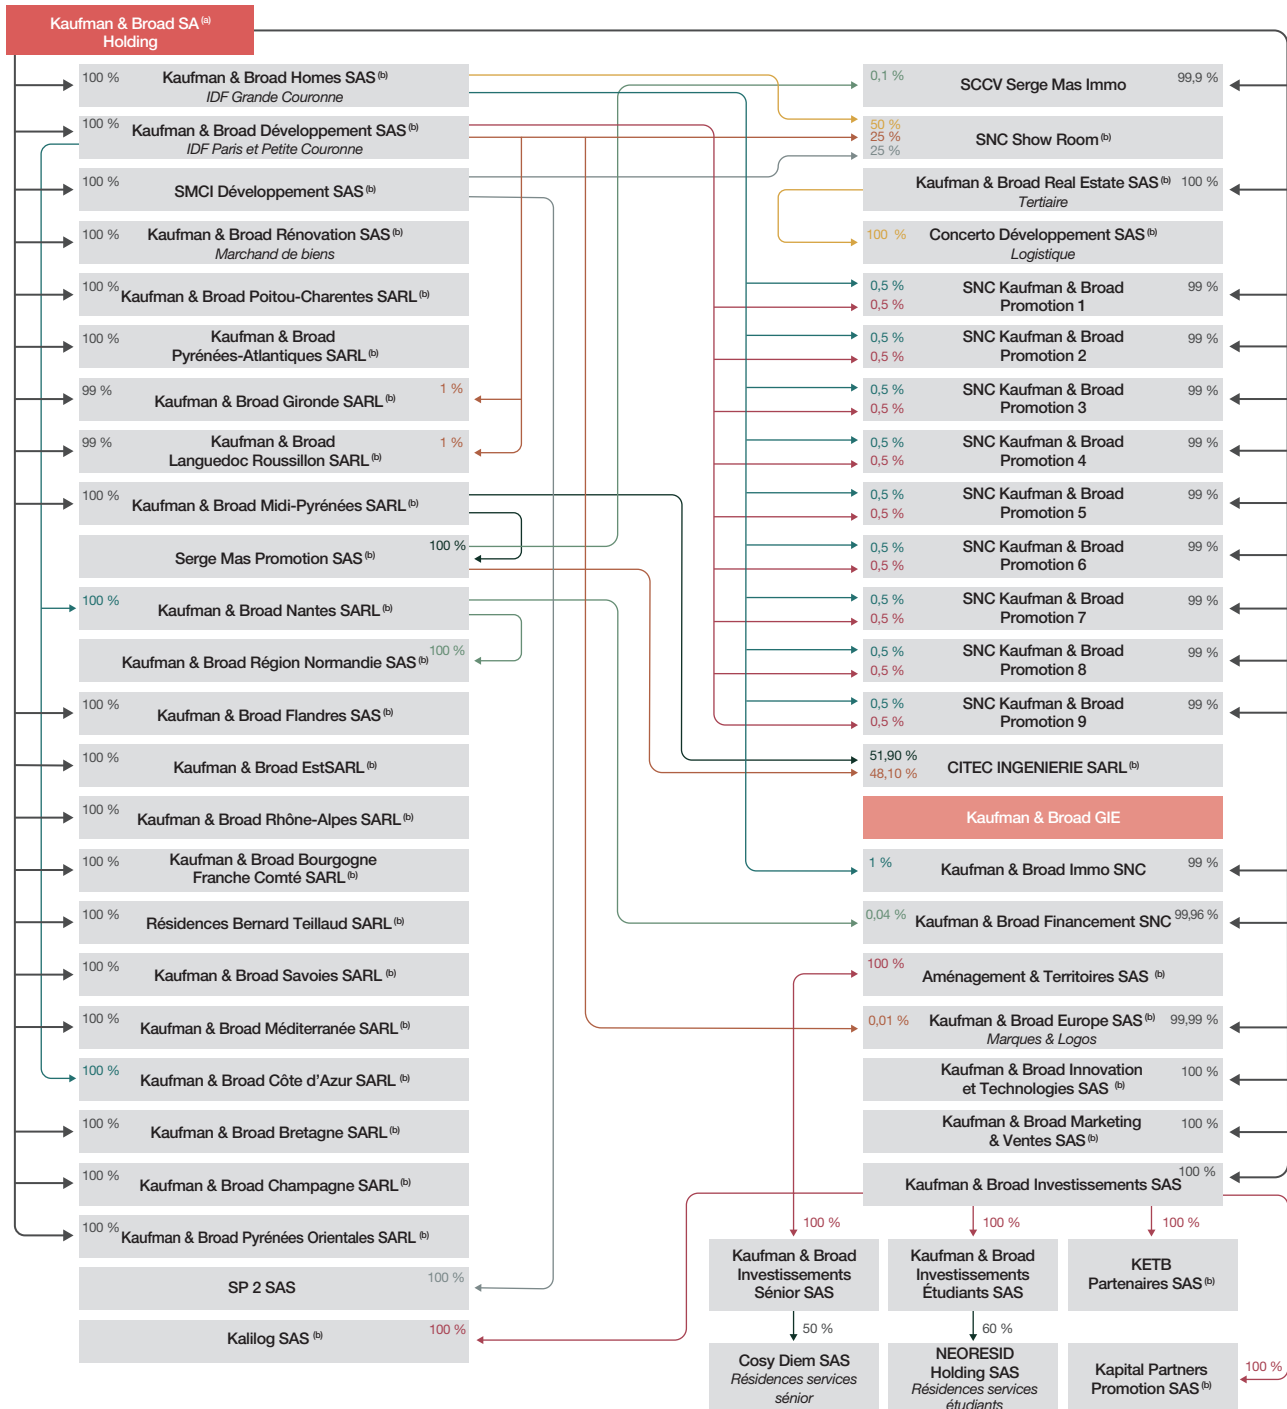 Kaufman & Broad SA (a)
Holding
100 %
Kaufman & Broad Homes SAS (b)
IDF Grande Couronne
100 %
Kaufman & Broad Développement SAS (b)
IDF Paris et Petite Couronne
100 %
SMCI Développement SAS (b)
100 %
Kaufman & Broad Rénovation SAS (b)
Marchand de biens
100 %
Kaufman & Broad Poitou-Charentes SARL (b)
100 %
Kaufman & Broad
Pyrénées-Atlantiques SARL (b)
99 %
Kaufman & Broad Gironde SARL (b)
1 %
99 %
Kaufman & Broad
Languedoc Roussillon SARL (b)
1 %
100 %
Kaufman & Broad Midi-Pyrénées SARL (b)
Serge Mas Promotion SAS (b)
100 %
100 %
Kaufman & Broad Nantes SARL (b)
Kaufman & Broad Région Normandie SAS (b)
100 %
100 %
Kaufman & Broad Flandres SAS (b)
100 %
Kaufman & Broad EstSARL (b)
100 %
Kaufman & Broad Rhône-Alpes SARL (b)
100 %
Kaufman & Broad Bourgogne
Franche Comté SARL (b)
100 %
Résidences Bernard Teillaud SARL (b)
100 %
Kaufman & Broad Savoies SARL (b)
100 %
Kaufman & Broad Méditerranée SARL (b)
100 %
Kaufman & Broad Côte d'Azur SARL (b)
100 %
Kaufman & Broad Bretagne SARL (b)
100 %
Kaufman & Broad Champagne SARL (b)
100 %
Kaufman & Broad Pyrénées Orientales SARL (b)
SP 2 SAS
100 %
Kalilog SAS (b)
100 %
0,1 %
SCCV Serge Mas Immo
99,9 %
50 %
25 %
25 %
SNC Show Room (b)
Kaufman & Broad Real Estate SAS (b)
Tertiaire
100 %
100 %
Concerto Développement SAS (b)
Logistique
0,5 %
0,5 %
SNC Kaufman & Broad
Promotion 1
99 %
0,5 %
0,5 %
SNC Kaufman & Broad
Promotion 2
99 %
0,5 %
0,5 %
SNC Kaufman & Broad
Promotion 3
99 %
0,5 %
0,5 %
SNC Kaufman & Broad
Promotion 4
99 %
0,5 %
0,5 %
SNC Kaufman & Broad
Promotion 5
99 %
0,5 %
0,5 %
SNC Kaufman & Broad
Promotion 6
99 %
0,5 %
0,5 %
SNC Kaufman & Broad
Promotion 7
99 %
0,5 %
0,5 %
SNC Kaufman & Broad
Promotion 8
99 %
0,5 %
0,5 %
SNC Kaufman & Broad
Promotion 9
99 %
51,90 %
48,10 %
CITEC INGENIERIE SARL (b)
Kaufman & Broad GIE
1 %
Kaufman & Broad Immo SNC
99 %
0,04 %
Kaufman & Broad Financement SNC
99,96 %
100 %
Aménagement & Territoires SAS (b)
0,01 %
Kaufman & Broad Europe SAS (b)
Marques & Logos
99,99 %
Kaufman & Broad Innovation
et Technologies SAS (b)
100 %
Kaufman & Broad Marketing
& Ventes SAS (b)
100 %
Kaufman & Broad Investissements SAS
100 %
100 %
100 %
100 %
Kaufman & Broad
Investissements
Sénior SAS
Kaufman & Broad
Investissements
Étudiants SAS
KETB
Partenaires SAS (b)
50 %
60 %
Cosy Diem SAS
Résidences services
sénior
NEORESID
Holding SAS
Résidences services
étudiants
Kapital Partners
Promotion SAS (b)
100 %